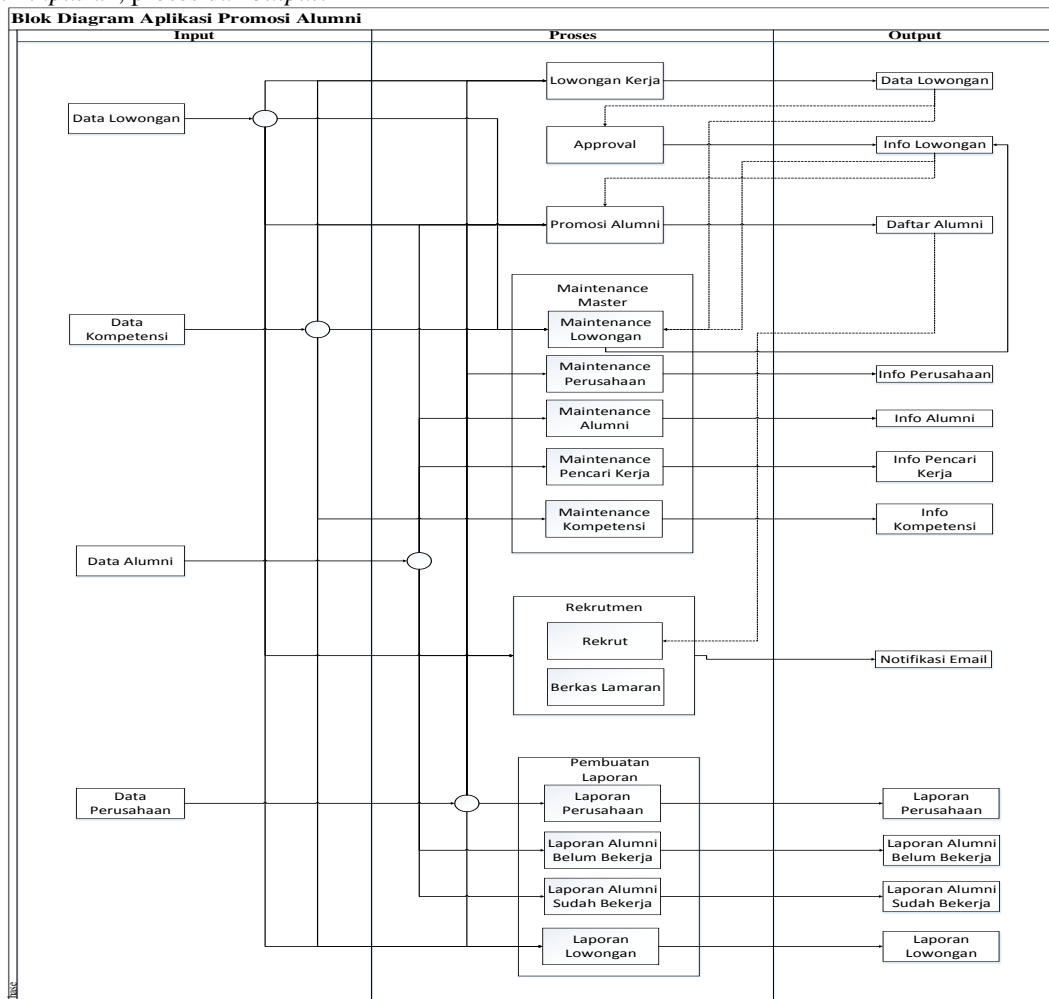 Blok Diagram Aplikasi Promosi Alumni
Input
Proses
Output
Data Lowongan
Lowongan Kerja
Data Lowongan
Approval
Info Lowongan
Promosi Alumni
Daftar Alumni
Data
Kompetensi
Maintenance
Master
Maintenance
Lowongan
Maintenance
Perusahaan
Info Perusahaan
Maintenance
Alumni
Info Alumni
Maintenance
Pencari Kerja
Info Pencari
Kerja
Maintenance
Kompetensi
Info
Kompetensi
Data Alumni
Rekrutmen
Rekrut
Berkas Lamaran
Notifikasi Email
Data
Perusahaan
Pembuatan
Laporan
Laporan
Perusahaan
Laporan
Perusahaan
Laporan Alumni
Belum Bekerja
Laporan Alumni
Belum Bekerja
Laporan Alumni
Sudah Bekerja
Laporan Alumni
Sudah Bekerja
Laporan
Lowongan
Laporan
Lowongan